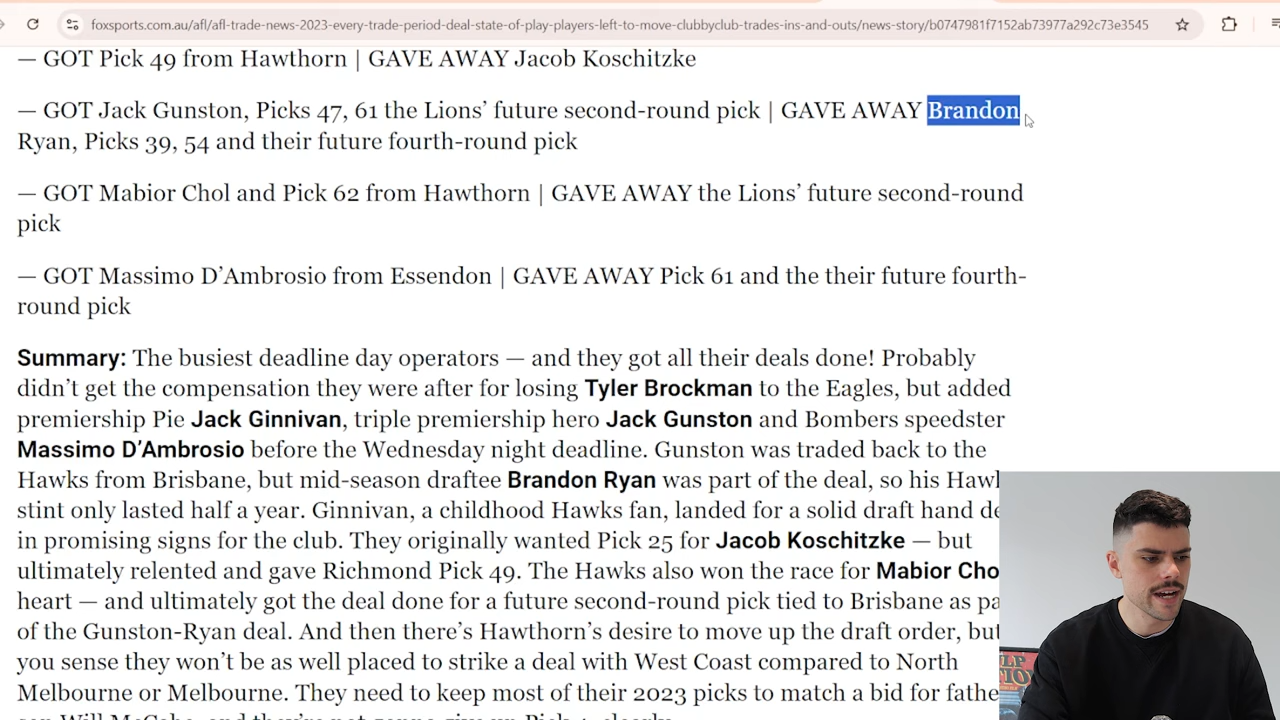 foxsports.com.au/afl/afl-trade-news-2023-every-trade-period-deal-state-of-play-players-left-to-move-clubbyclub-trades-ins-and-outs/news-story/b0747981f7152ab73977a292c73e3545
— GOT Pick 49 from Hawthorn | GAVE AWAY Jacob Koschitzke
— GOT Jack Gunston, Picks 47, 61 the Lions’ future second-round pick | GAVE AWAY Brandon
Ryan, Picks 39, 54 and their future fourth-round pick
— GOT Mabior Chol and Pick 62 from Hawthorn | GAVE AWAY the Lions’ future second-round
pick
— GOT Massimo D’Ambrosio from Essendon | GAVE AWAY Pick 61 and the their future fourth-
round pick
Summary: The busiest deadline day operators — and they got all their deals done! Probably
didn’t get the compensation they were after for losing Tyler Brockman to the Eagles, but added
premiership Pie Jack Ginnivan, triple premiership hero Jack Gunston and Bombers speedster
Massimo D’Ambrosio before the Wednesday night deadline. Gunston was traded back to the
Hawks from Brisbane, but mid-season draftee Brandon Ryan was part of the deal, so his
stint only lasted half a year. Ginnivan, a childhood Hawks fan, landed for a solid draft hand
in promising signs for the club. They originally wanted Pick 25 for Jacob Koschitzke — but
ultimately relented and gave Richmond Pick 49. The Hawks also won the race for Mabior
heart — and ultimately got the deal done for a future second-round pick tied to Brisbane as
of the Gunston-Ryan deal. And then there’s Hawthorn’s desire to move up the draft order, but
you sense they won’t be as well placed to strike a deal with West Coast compared to North
Melbourne or Melbourne. They need to keep most of their 2023 picks to match a bid for